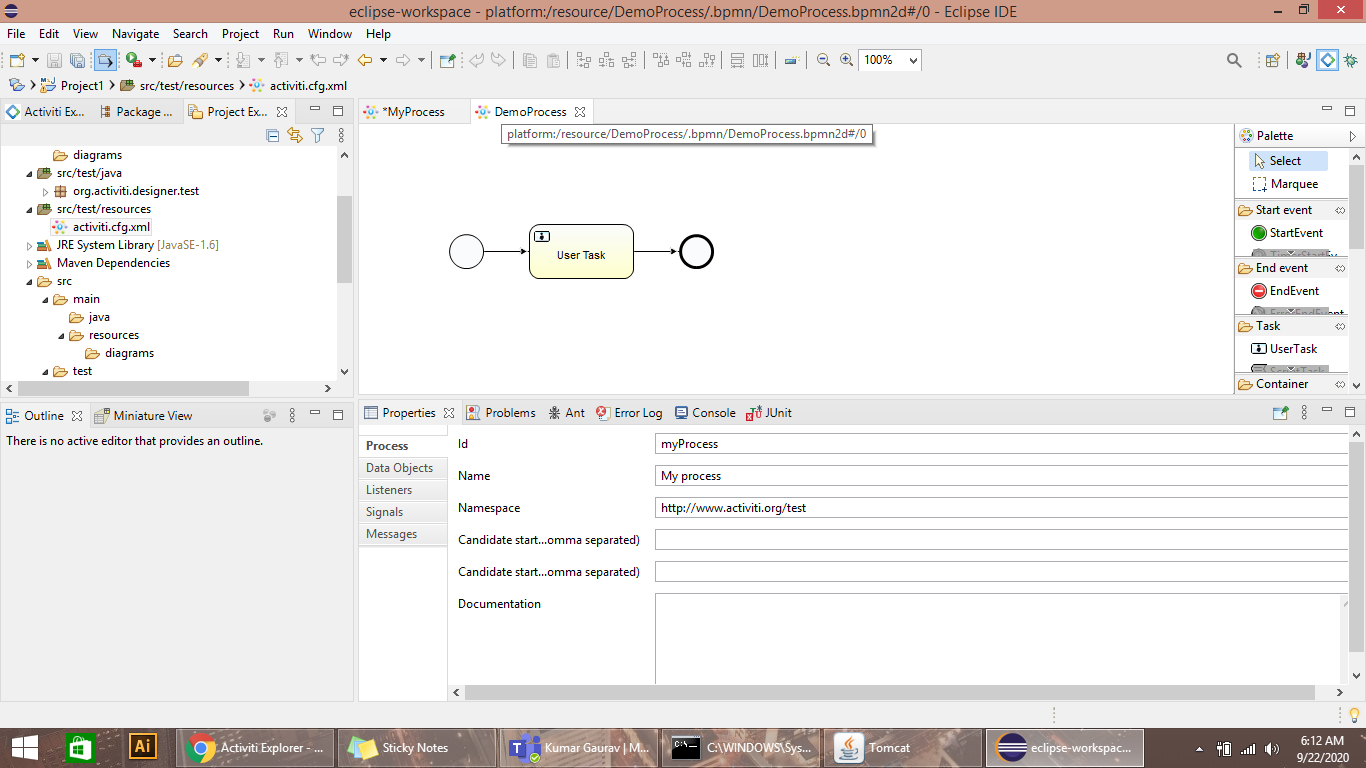 eclipse-workspace - platform:/resource/DemoProcess/.bpmn/DemoProcess.bpmn2d#/0 - Eclipse IDE
File Edit View Navigate Search Project Run Window Help
100%
Project1 src/test/resources activiti.cfg.xml
Activiti Ex... Package ... Project Ex...
*MyProcess DemoProcess
platform:/resource/DemoProcess/.bpmn/DemoProcess.bpmn2d#/0
diagrams
src/test/java
org.activiti.designer.test
src/test/resources
activiti.cfg.xml
JRE System Library [JavaSE-1.6]
Maven Dependencies
src
main
java
resources
diagrams
test
User Task
Palette
Select
Marquee
Start event
StartEvent
End event
EndEvent
Task
UserTask
Container
Outline Miniature View
There is no active editor that provides an outline.
Properties Problems Ant Error Log Console JUnit
Process
Data Objects
Listeners
Signals
Messages
Id myProcess
Name My process
Namespace http://www.activiti.org/test
Candidate start...omma separated)
Candidate start...omma separated)
Documentation
Ai
Activiti Explorer - ...
Sticky Notes
Kumar Gaurav | M...
C:\WINDOWS\Sys...
Tomcat
eclipse-workspac...
6:12 AM
9/22/2020